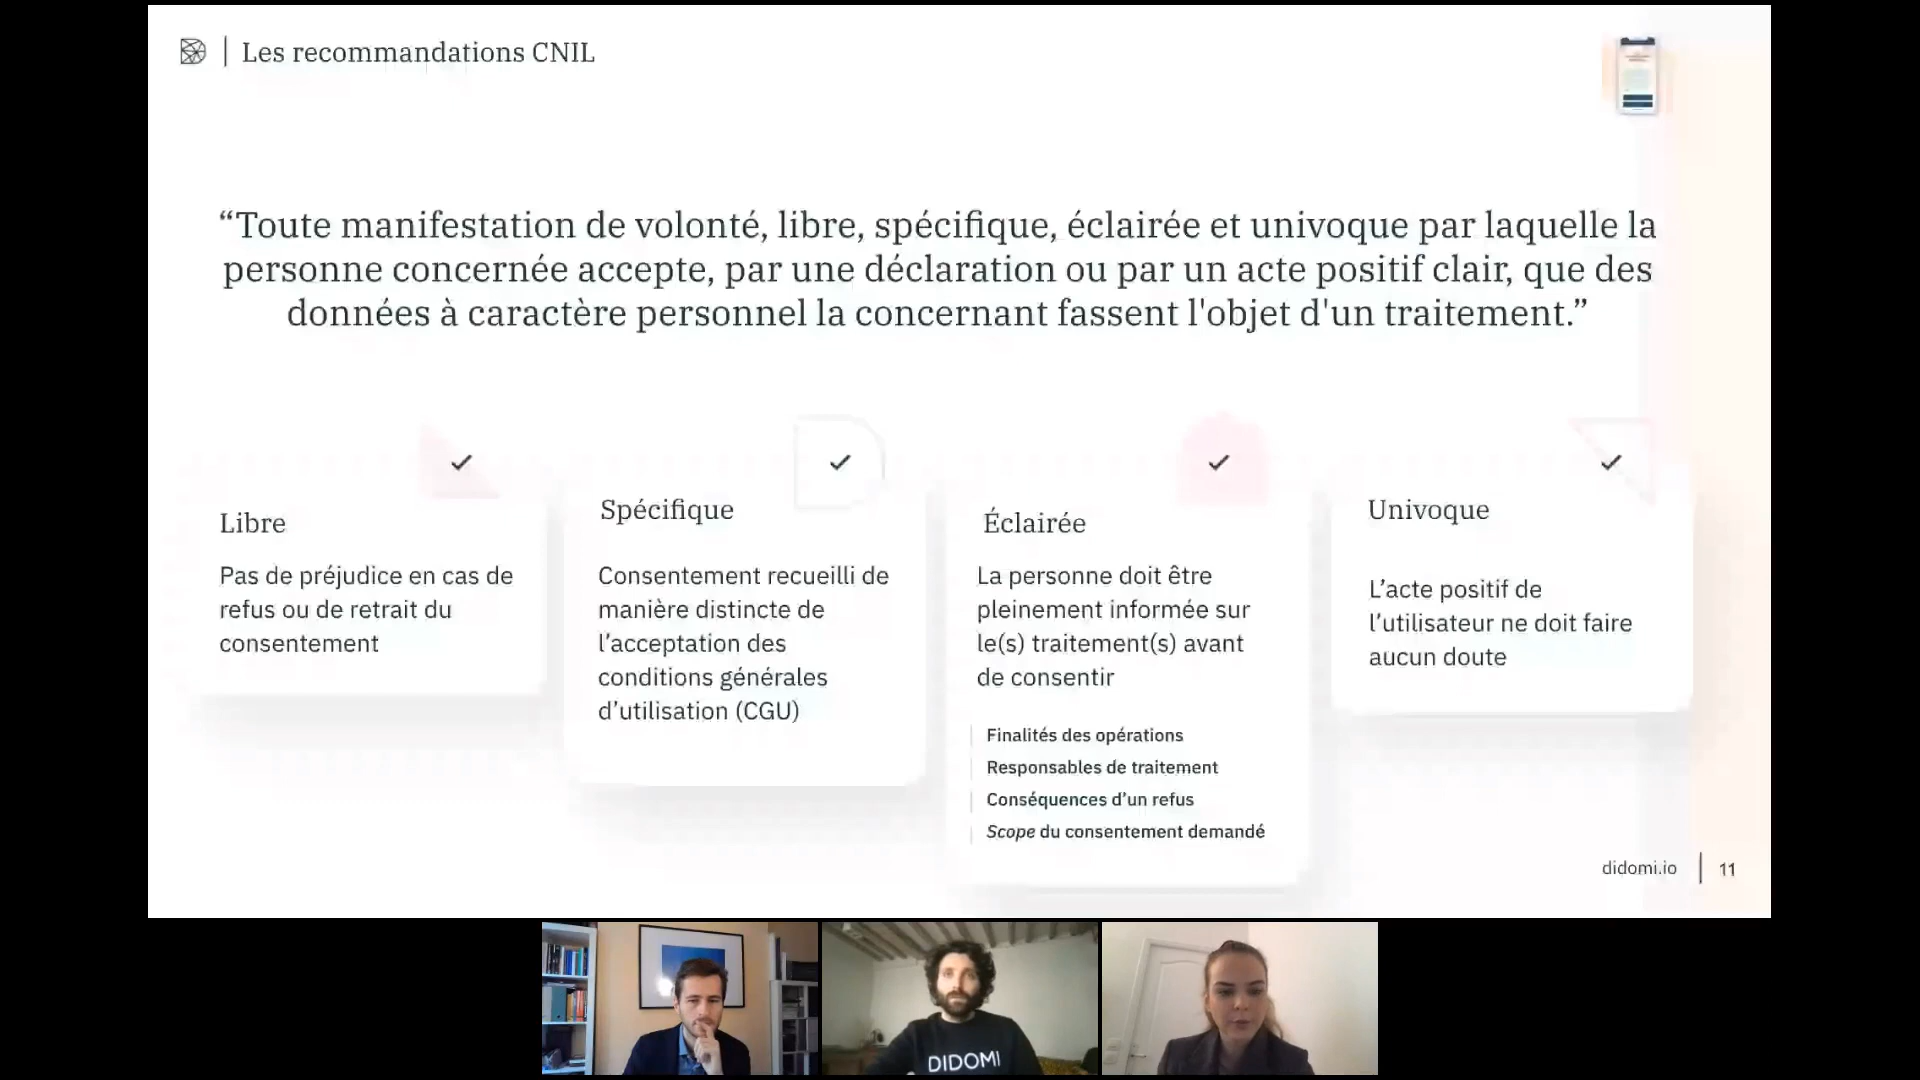 Les recommandations CNIL
“Toute manifestation de volonté, libre, spécifique, éclairée et univoque par laquelle la
personne concernée accepte, par une déclaration ou par un acte positif clair, que des
données à caractère personnel la concernant fassent l'objet d'un traitement.”
Libre
Pas de préjudice en cas de
refus ou de retrait du
consentement
Spécifique
Consentement recueilli de
manière distincte de
l’acceptation des
conditions générales
d’utilisation (CGU)
Éclairée
La personne doit être
pleinement informée sur
le(s) traitement(s) avant
de consentir
Finalités des opérations
Responsables de traitement
Conséquences d’un refus
Scope du consentement demandé
Univoque
L’acte positif de
l’utilisateur ne doit faire
aucun doute
didomi.io
11
DIDOMI